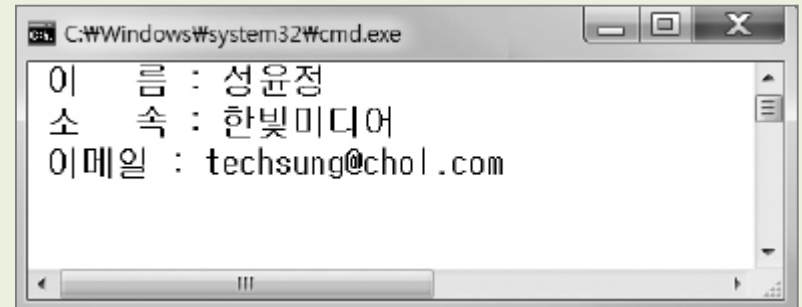 C:\Windows\system32\cmd.exe
이   름 : 성윤정
소   속 : 한빛미디어
이메일 : techsung@chol.com